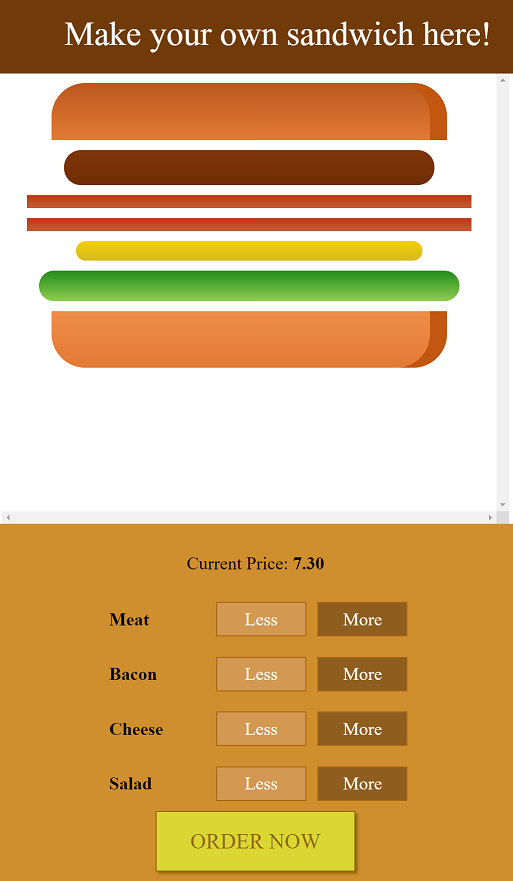 Make your own sandwich here!
Current Price: 7.30
Meat Less More
Bacon Less More
Cheese Less More
Salad Less More
ORDER NOW